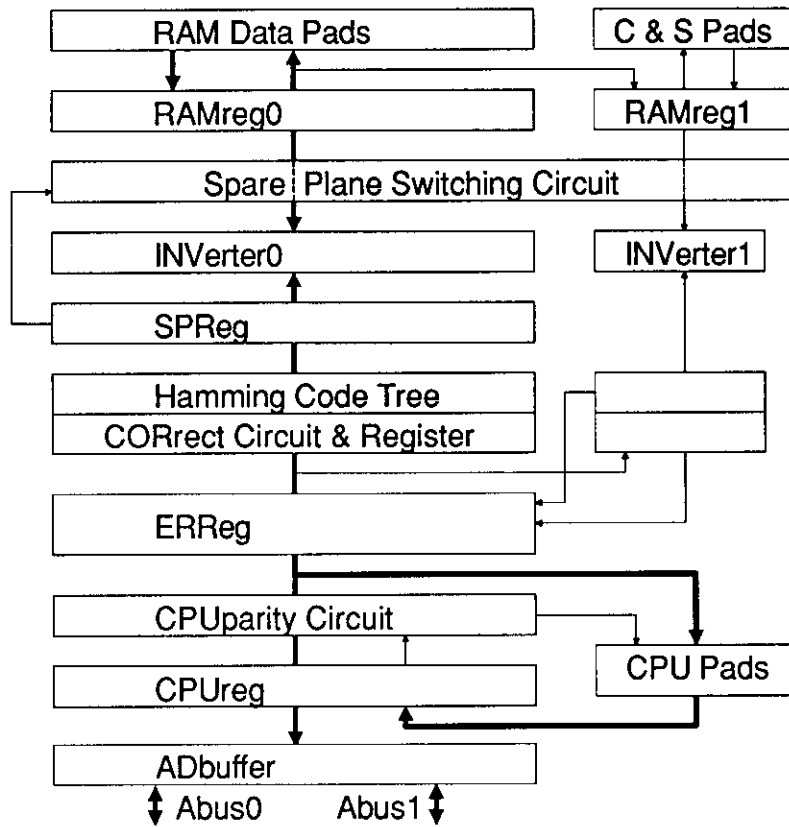 RAM Data Pads
C & S Pads
RAMreg0
RAMreg1
Spare Plane Switching Circuit
INVerter0
INVerter1
SPReg
Hamming Code Tree
CORrect Circuit & Register
ERReg
CPUparity Circuit
CPU Pads
CPUreg
ADbuffer
Abus0
Abus1